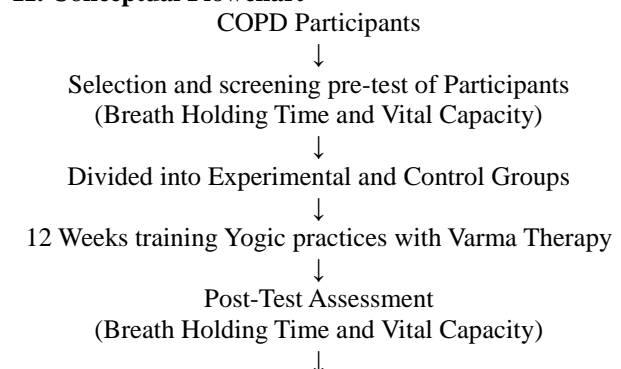 COPD Participants
↓
Selection and screening pre-test of Participants
(Breath Holding Time and Vital Capacity)
↓
Divided into Experimental and Control Groups
↓
12 Weeks training Yogic practices with Varma Therapy
↓
Post-Test Assessment
(Breath Holding Time and Vital Capacity)
↓